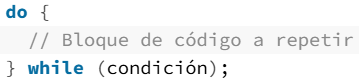 do {
  // Bloque de código a repetir
} while (condición);